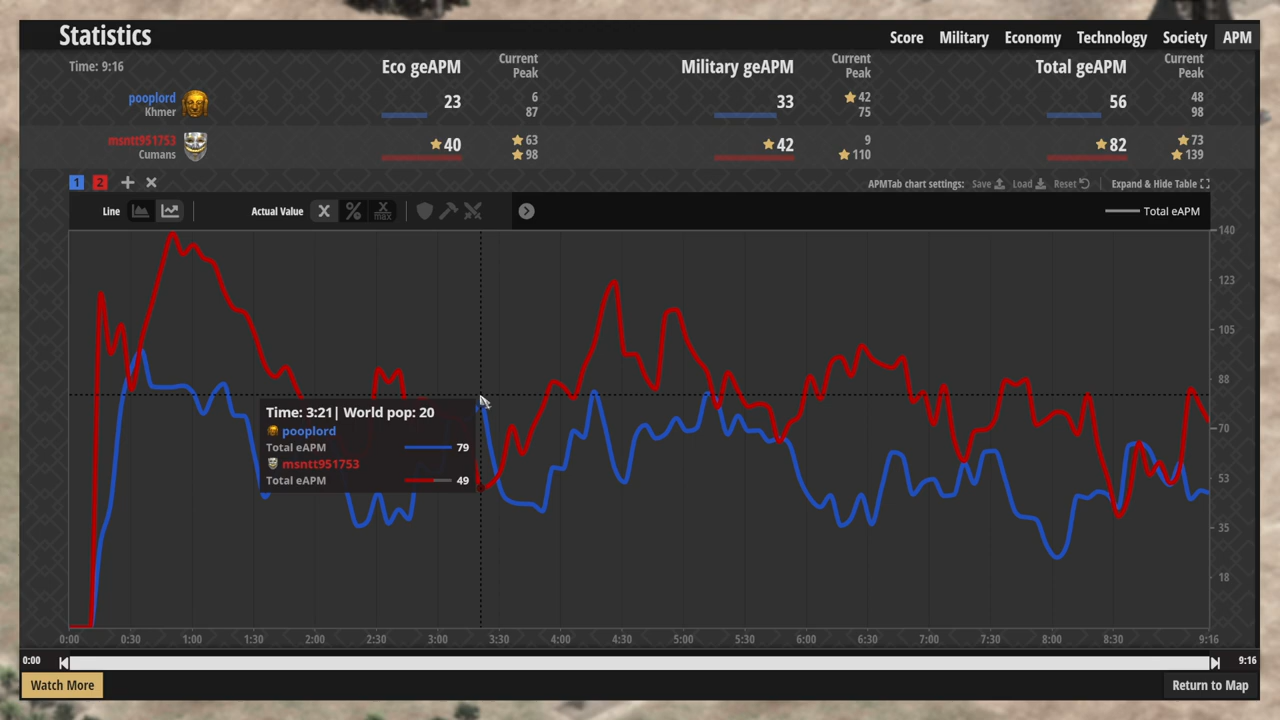 Statistics
Score Military Economy Technology Society APM
Time: 9:16
Eco geAPM Current Peak Military geAPM Current Peak Total geAPM Current Peak
pooplord Khmer 23 6 87 33 42 75 56 48 98
msntt951753 Cumans 40 63 98 42 9 110 82 73 139
1 2 + ×
APMTab chart settings: Save Load Reset Expand & Hide Table
Line Actual Value X % X max
Total eAPM
140
123
105
88
70
53
35
18
Time: 3:21| World pop: 20
pooplord
Total eAPM 79
msntt951753
Total eAPM 49
0:00 0:30 1:00 1:30 2:00 2:30 3:00 3:30 4:00 4:30 5:00 5:30 6:00 6:30 7:00 7:30 8:00 8:30 9:16
0:00 9:16
Watch More Return to Map